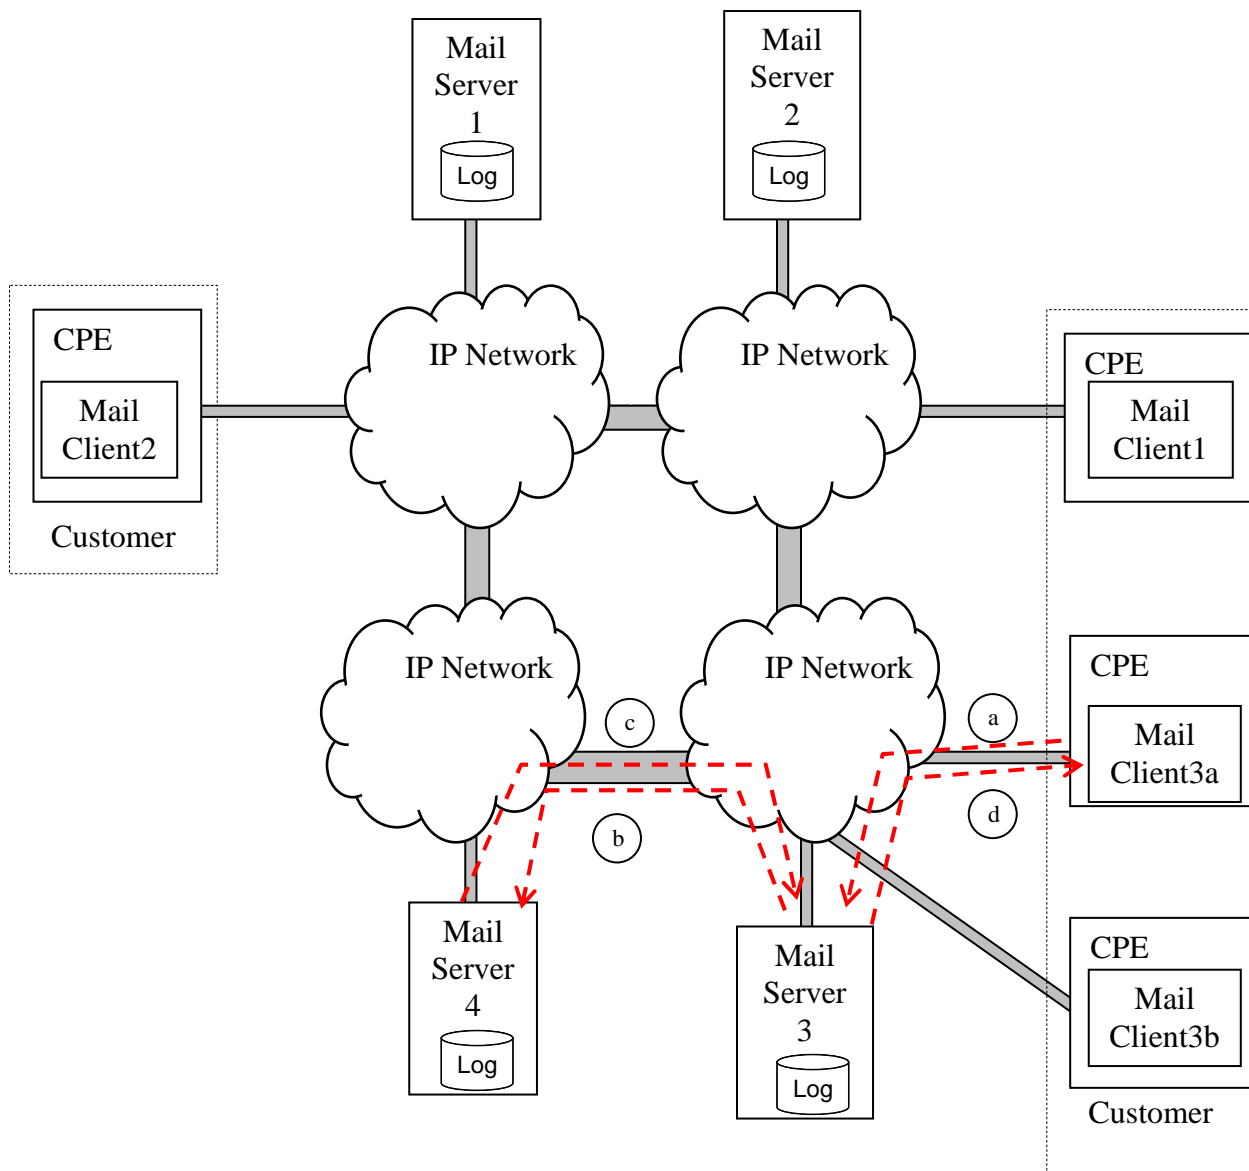 Mail
Server
1
Log
Mail
Server
2
Log
IP Network
IP Network
CPE
Mail
Client2
Customer
CPE
Mail
Client1
IP Network
IP Network
CPE
Mail
Client3a
a
c
d
b
Mail
Server
4
Log
Mail
Server
3
Log
CPE
Mail
Client3b
Customer